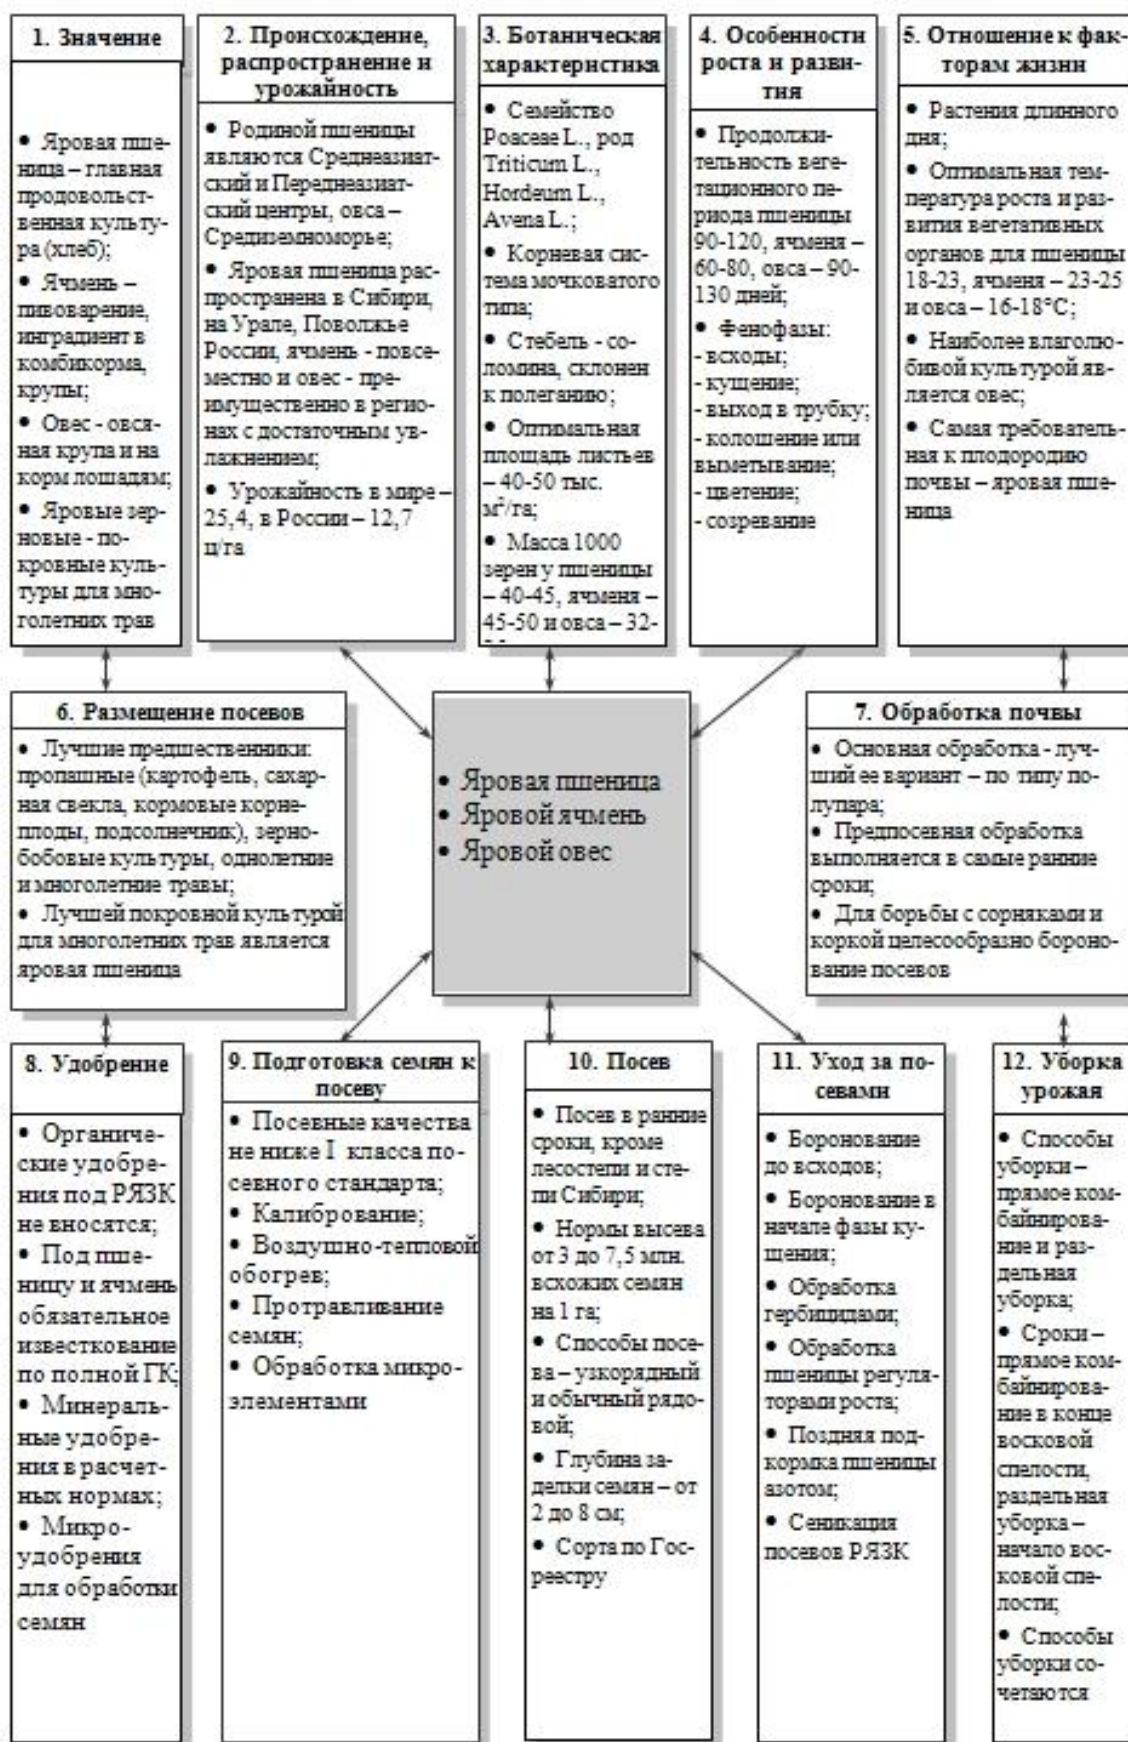 1. Значение
Яровая пше-
ница – главная
продовольст-
венная культу-
ра (хлеб);
Ячмень –
пивоварение,
инградиент в
комбикорма,
крупы;
Овес - овся-
ная крупа и на
корм лошадям;
Яровые зер-
новые - по-
кровные куль-
туры для мно-
голетних трав
2. Происхождение,
распространение и
урожайность
Родиной пшеницы
являются Среднеазиат-
ский и Переднеазиат-
ский центры, овса –
Средиземноморье;
Яровая пшеница рас-
пространена в Сибири,
на Урале, Поволжье
России, ячмень - повсе-
местно и овес - пре-
имущественно в регио-
нах с достаточным ув-
лажнением;
Урожайность в мире –
25,4, в России – 12,7
ц/га
3. Ботаническая
характеристика
Семейство
Poaceae L., род
Triticum L.,
Hordeum L.,
Avena L.;
Корневая сис-
тема мочковатого
типа;
Стебель - со-
ломина, склонен
к полеганию;
Оптимальная
площадь листьев
– 40-50 тыс.
м²/га;
Масса 1000
зерен у пшеницы
– 40-45, ячменя –
45-50 и овса – 32-
4. Особенности
роста и разви-
тия
Продолжи-
тельность веге-
тационного пе-
риода пшеницы
90-120, ячменя –
60-80, овса – 90-
130 дней;
Фенофазы:
- всходы;
- кущение;
- выход в трубку;
- колошение или
выметывание;
- цветение;
- созревание
5. Отношение к фак-
торам жизни
Растения длинного
дня;
Оптимальная тем-
пература роста и раз-
вития вегетативных
органов для пшеницы
18-23, ячменя – 23-25
и овса – 16-18°С;
Наиболее влаголю-
бивой культурой яв-
ляется овес;
Самая требователь-
ная к плодородию
почвы – яровая пше-
ница
6. Размещение посевов
Лучшие предшественники:
пропашные (картофель, сахар-
ная свекла, кормовые корне-
плоды, подсолнечник), зерно-
бобовые культуры, однолетние
и многолетние травы;
Лучшей покровной культурой
для многолетних трав является
яровая пшеница
Яровая пшеница
Яровой ячмень
Яровой овес
7. Обработка почвы
Основная обработка - луч-
ший ее вариант – по типу по-
лупара;
Предпосевная обработка
выполняется в самые ранние
сроки;
Для борьбы с сорняками и
коркой целесообразно бороно-
вание посевов
8. Удобрение
Органиче-
ские удобре-
ния под РЯЗК
не вносятся;
Под пше-
ницу и ячмень
обязательное
известкование
по полной ГК;
Минераль-
ные удобре-
ния в расчет-
ных нормах;
Микро-
удобрения
для обработки
семян
9. Подготовка семян к
посеву
Посевные качества
не ниже I класса по-
севного стандарта;
Калибрование;
Воздушно-тепловой
обогрев;
Протравливание
семян;
Обработка микро-
элементами
10. Посев
Посев в ранние
сроки, кроме
лесостепи и сте-
пи Сибири;
Нормы высева
от 3 до 7,5 млн.
всхожих семян
на 1 га;
Способы посе-
ва – узкорядный
и обычный рядо-
вой;
Глубина за-
делки семян – от
2 до 8 см;
Сорта по Гос-
реестру
11. Уход за по-
севами
Боронование
до всходов;
Боронование в
начале фазы ку-
щения;
Обработка
гербицидами;
Обработка
пшеницы регуля-
торами роста;
Поздняя под-
кормка пшеницы
азотом;
Сеникация
посевов РЯЗК
12. Уборка
урожая
Способы
уборки –
прямое ком-
байнирова-
ние и раз-
дельная
уборка;
Сроки –
прямое ком-
байнирова-
ние в конце
восковой
спелости,
раздельная
уборка –
начало вос-
ковой спе-
лости;
Способы
уборки со-
четаются